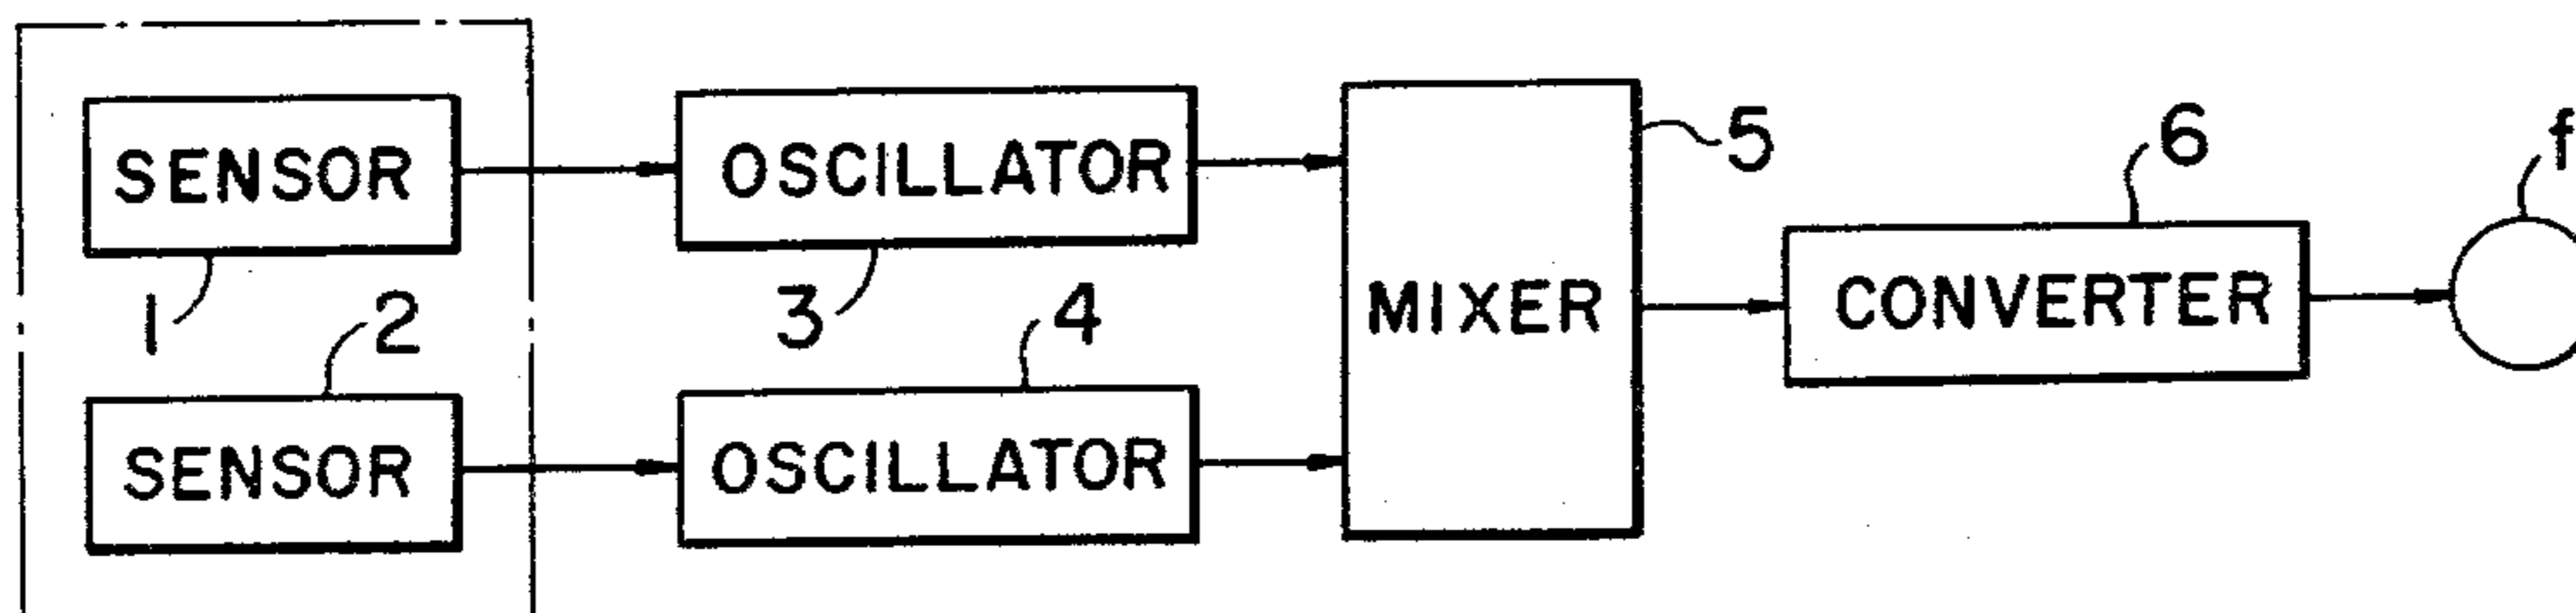 SENSOR
1
OSCILLATOR
3
MIXER
5
CONVERTER
6
f
SENSOR
2
OSCILLATOR
4